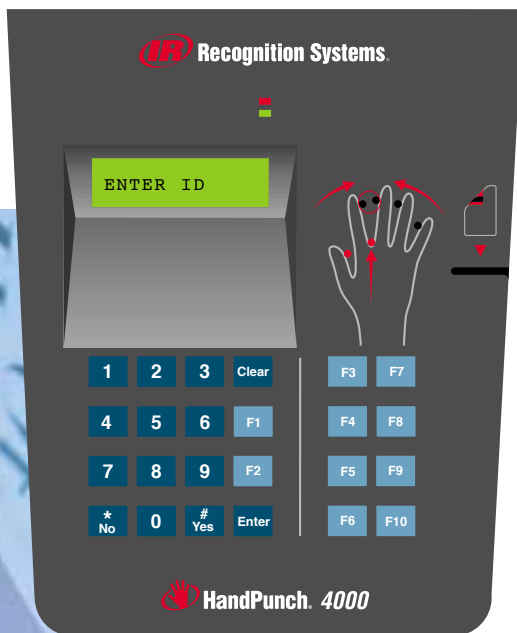 IR Recognition Systems.
ENTER ID
1 2 3 Clear F3 F7
4 5 6 F1 F4 F8
7 8 9 F2 F5 F9
* No 0 # Yes Enter F6 F10
HandPunch. 4000